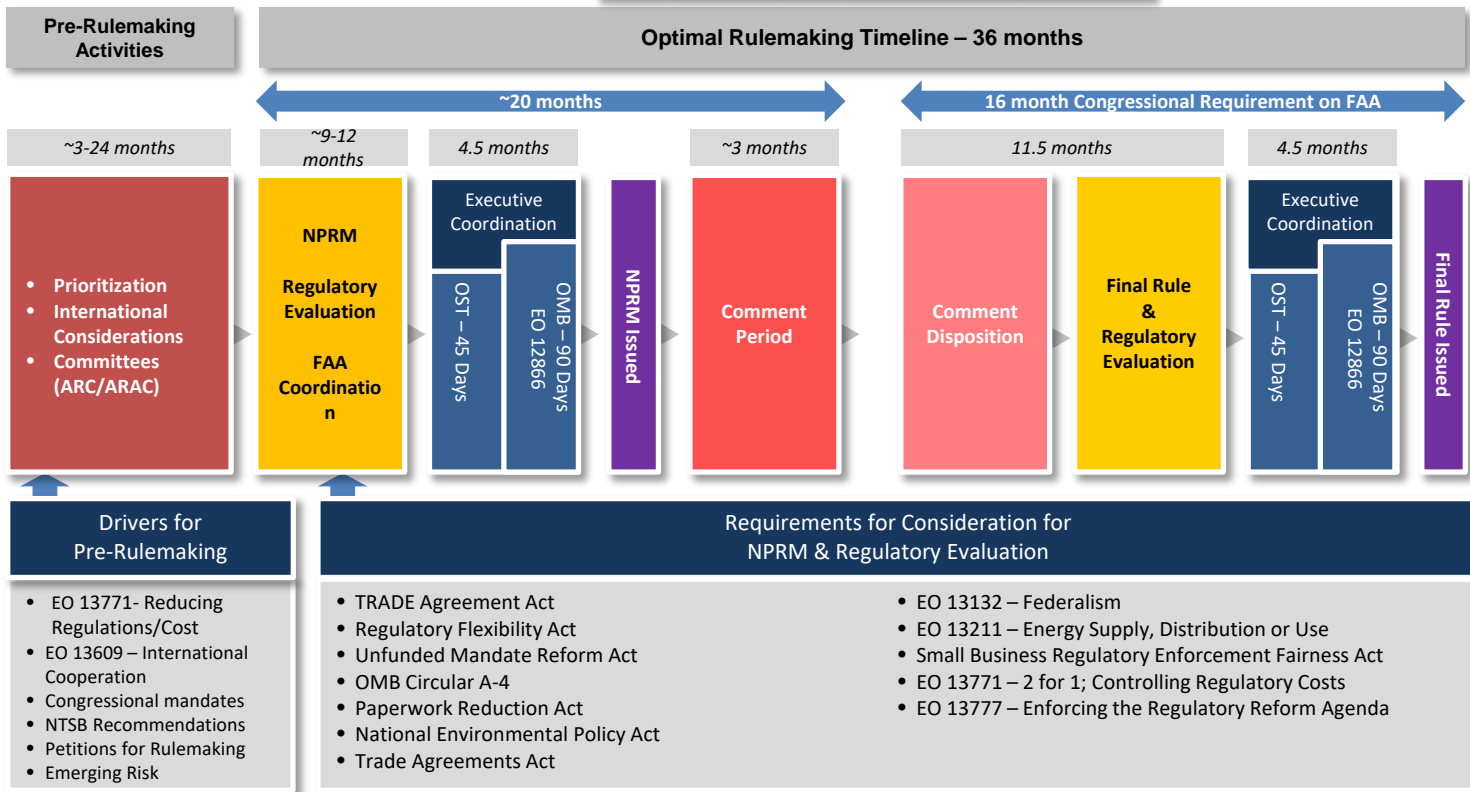 Pre-Rulemaking
Activities
Optimal Rulemaking Timeline – 36 months
~20 months
16 month Congressional Requirement on FAA
~3-24 months
~9-12
months
4.5 months
~3 months
11.5 months
4.5 months
• Prioritization
• International
Considerations
• Committees
(ARC/ARAC)
NPRM
Regulatory
Evaluation
FAA
Coordinatio
n
Executive
Coordination
OST – 45 Days
OMB – 90 Days
EO 12866
NPRM Issued
Comment
Period
Comment
Disposition
Final Rule
&
Regulatory
Evaluation
Executive
Coordination
OST – 45 Days
OMB – 90 Days
EO 12866
Final Rule Issued
Drivers for
Pre-Rulemaking
• EO 13771- Reducing
Regulations/Cost
• EO 13609 – International
Cooperation
• Congressional mandates
• NTSB Recommendations
• Petitions for Rulemaking
• Emerging Risk
Requirements for Consideration for
NPRM & Regulatory Evaluation
• TRADE Agreement Act
• Regulatory Flexibility Act
• Unfunded Mandate Reform Act
• OMB Circular A-4
• Paperwork Reduction Act
• National Environmental Policy Act
• Trade Agreements Act
• EO 13132 – Federalism
• EO 13211 – Energy Supply, Distribution or Use
• Small Business Regulatory Enforcement Fairness Act
• EO 13771 – 2 for 1; Controlling Regulatory Costs
• EO 13777 – Enforcing the Regulatory Reform Agenda